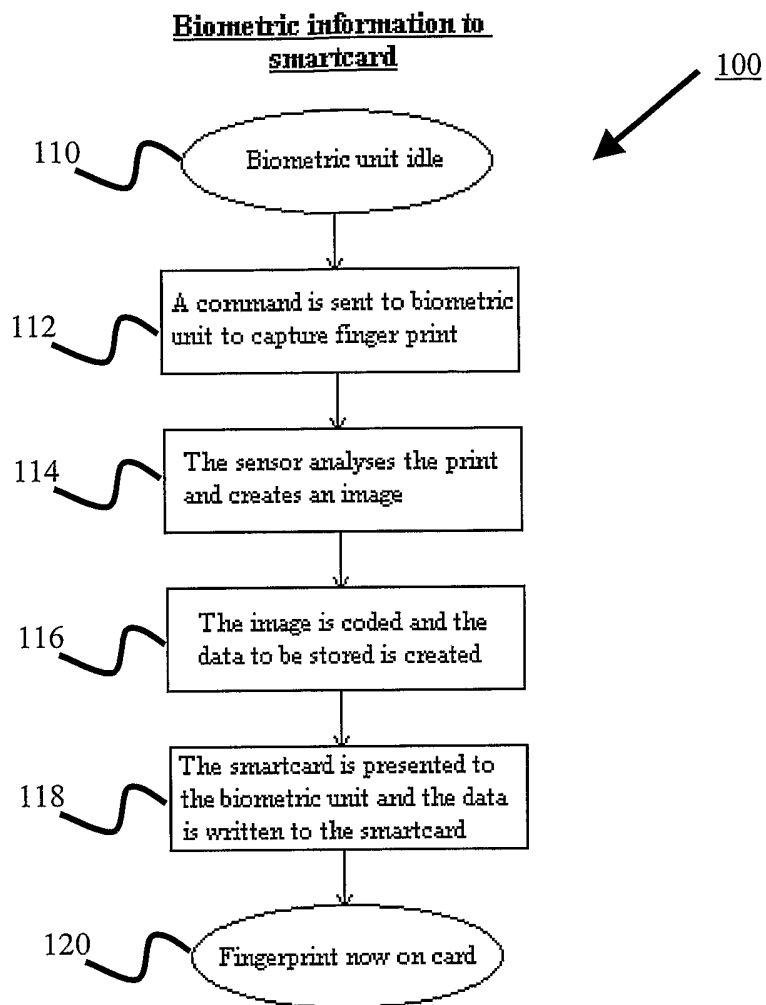 Biometric information to
smartcard
100
110
Biometric unit idle
112
A command is sent to biometric
unit to capture finger print
114
The sensor analyses the print
and creates an image
116
The image is coded and the
data to be stored is created
118
The smartcard is presented to
the biometric unit and the data
is written to the smartcard
120
Fingerprint now on card